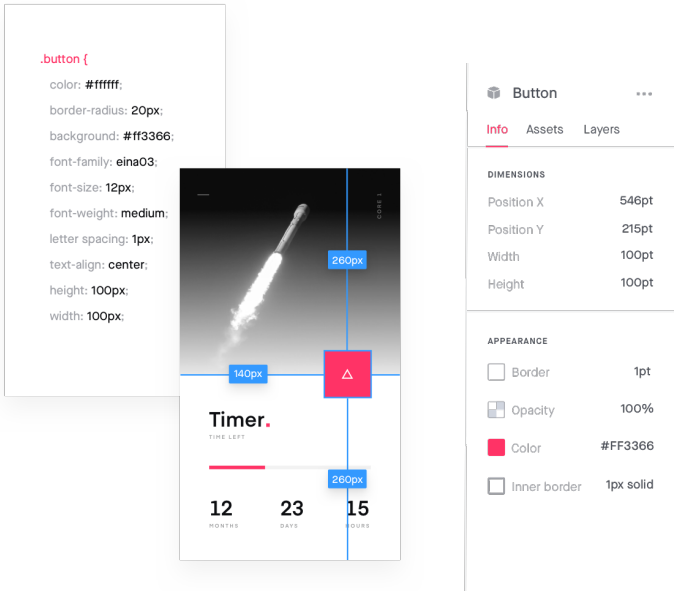 .button {
color: #ffffff;
border-radius: 20px;
background: #ff3366;
font-family: eina03;
font-size: 12px;
font-weight: medium;
letter spacing: 1px;
text-align: center;
height: 100px;
width: 100px;
CORE 1
260px
140px
Timer.
TIME LEFT
260px
12 23 15
MONTHS DAYS HOURS
Button
Info Assets Layers
DIMENSIONS
Position X 546pt
Position Y 215pt
Width 100pt
Height 100pt
APPEARANCE
Border 1pt
Opacity 100%
Color #FF3366
Inner border 1px solid